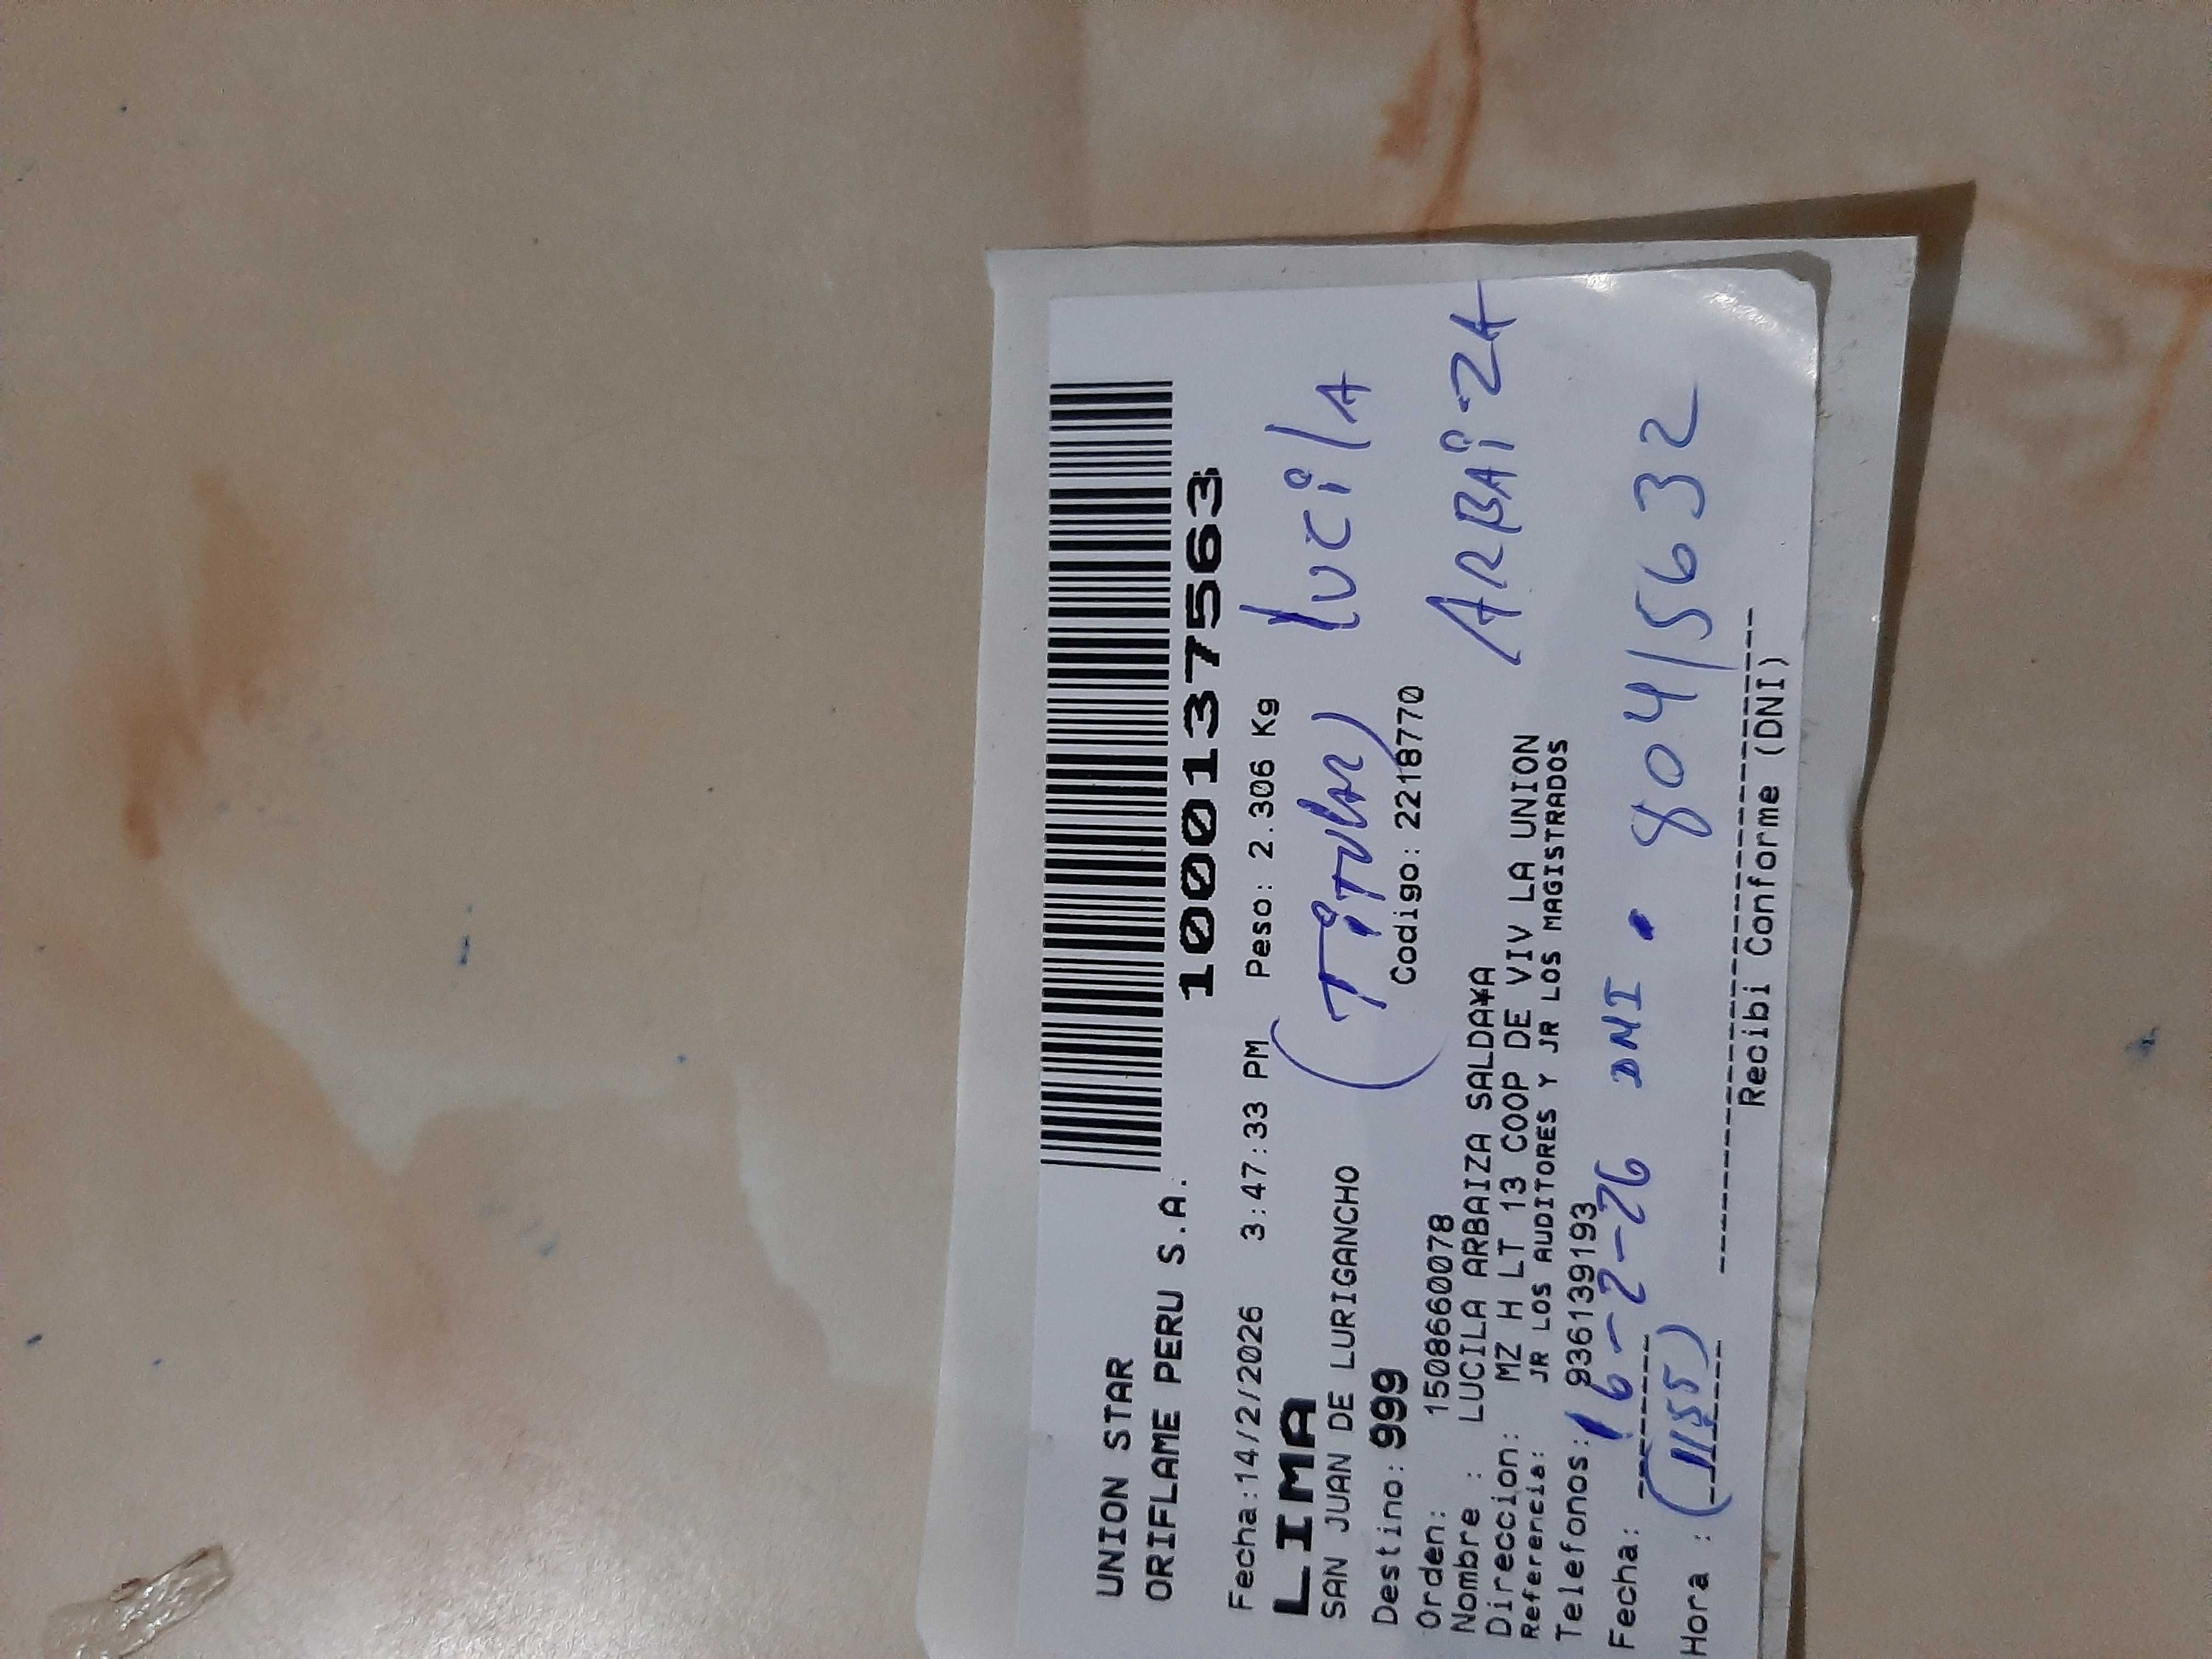 UNION STAR
ORIFLAME PERU S.A.
1000137563
Fecha:14/2/2026 3:47:33 PM Peso: 2.306 Kg
LIMA
SAN JUAN DE LURIGANCHO
(TiTULAR) LUCiLA
Destino: 999 Codigo: 2218770
ARBAiZA
Orden: 1508660078
Nombre : LUCILA ARBAIZA SALDA¥A
Direccion: MZ H LT 13 COOP DE VIV LA UNION
Referencia: JR LOS AUDITORES Y JR LOS MAGISTRADOS
Telefonos: 936139193
Fecha: 16-2-26 DNI . 80415632
Hora : (1155)
Recibi Conforme (DNI)